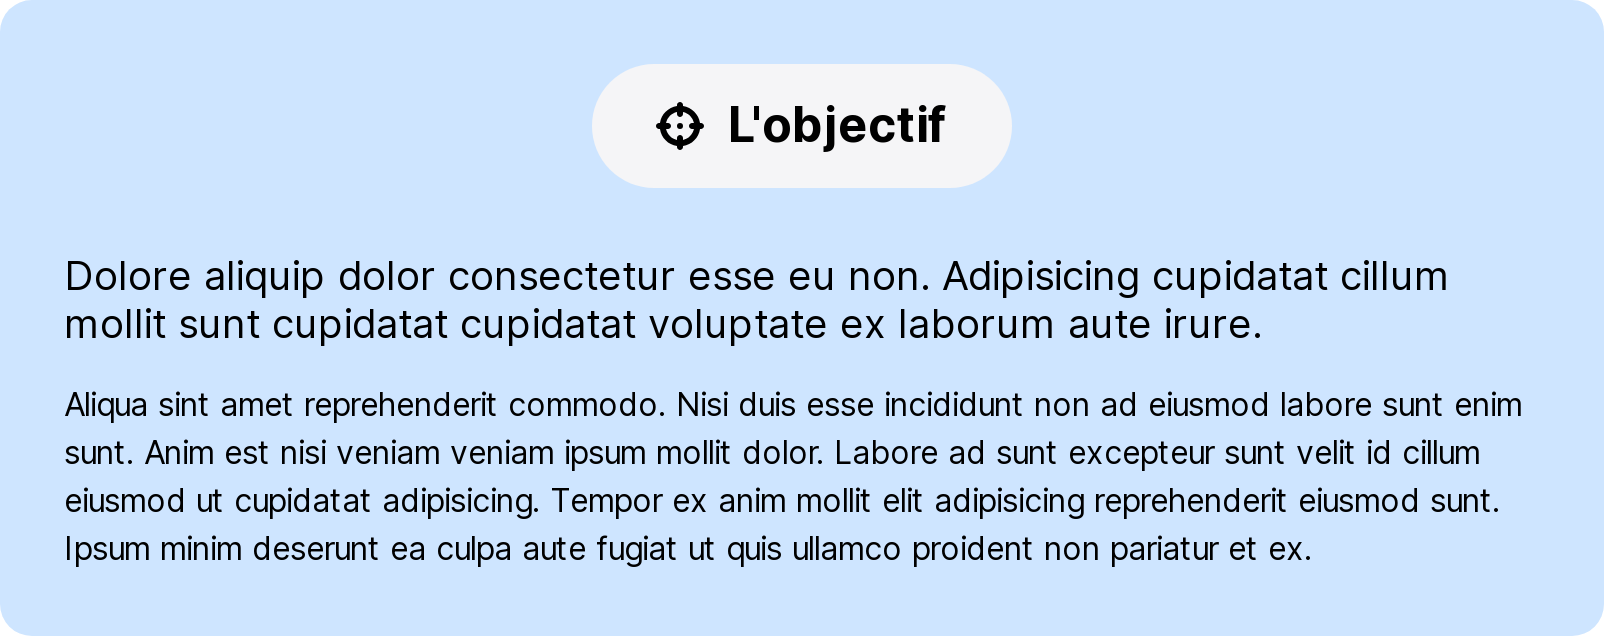 L'objectif
Dolore aliquip dolor consectetur esse eu non. Adipisicing cupidatat cillum
mollit sunt cupidatat cupidatat voluptate ex laborum aute irure.
Aliqua sint amet reprehenderit commodo. Nisi duis esse incididunt non ad eiusmod labore sunt enim
sunt. Anim est nisi veniam veniam ipsum mollit dolor. Labore ad sunt excepteur sunt velit id cillum
eiusmod ut cupidatat adipisicing. Tempor ex anim mollit elit adipisicing reprehenderit eiusmod sunt.
Ipsum minim deserunt ea culpa aute fugiat ut quis ullamco proident non pariatur et ex.